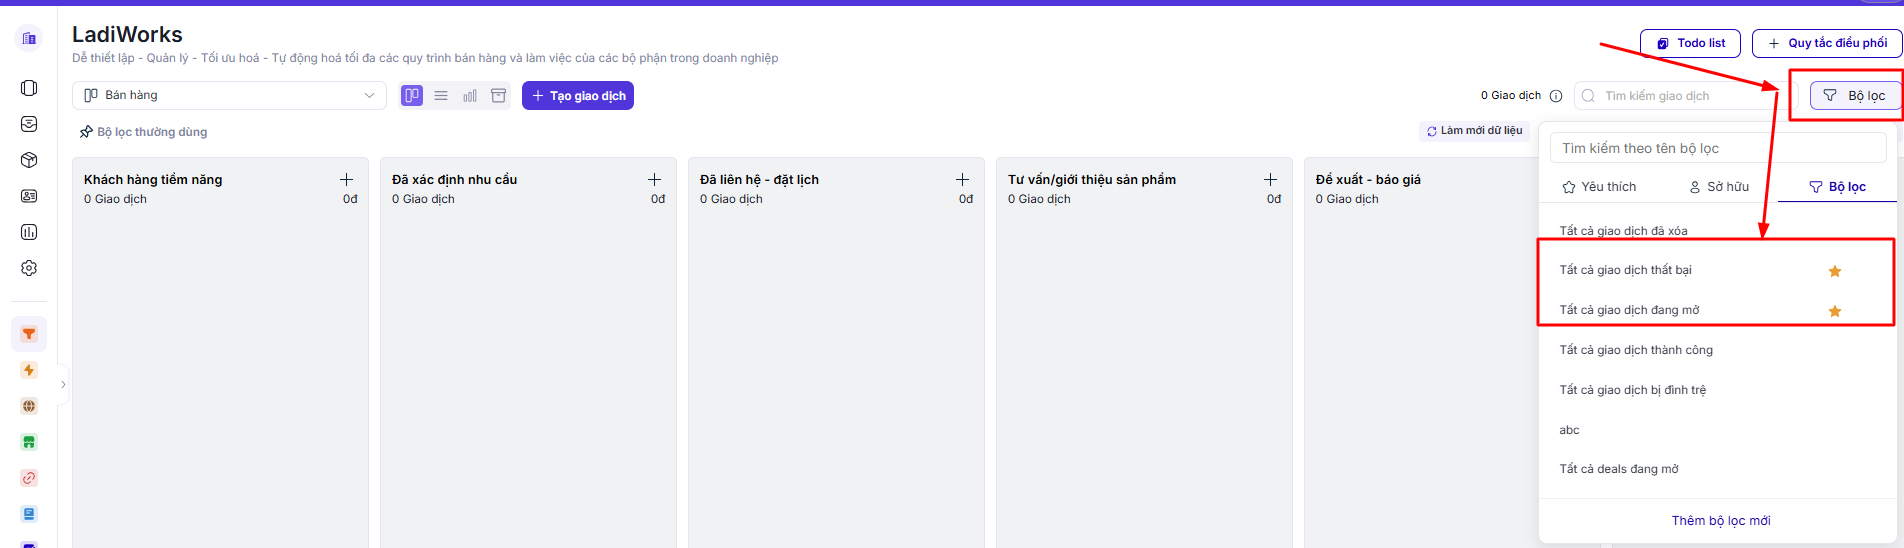 LadiWorks
Dễ thiết lập - Quản lý - Tối ưu hoá - Tự động hoá tối đa các quy trình bán hàng và làm việc của các bộ phận trong doanh nghiệp
Todo list
Quy tắc điều phối
Bán hàng
Tạo giao dịch
0 Giao dịch
Tìm kiếm giao dịch
Bộ lọc
Bộ lọc thường dùng
Làm mới dữ liệu
Khách hàng tiềm năng
0 Giao dịch 0đ
Đã xác định nhu cầu
0 Giao dịch 0đ
Đã liên hệ - đặt lịch
0 Giao dịch 0đ
Tư vấn/giới thiệu sản phẩm
0 Giao dịch 0đ
Đề xuất - báo giá
0 Giao dịch
Tìm kiếm theo tên bộ lọc
Yêu thích
Sở hữu
Bộ lọc
Tất cả giao dịch đã xóa
Tất cả giao dịch thất bại
Tất cả giao dịch đang mở
Tất cả giao dịch thành công
Tất cả giao dịch bị đình trệ
abc
Tất cả deals đang mở
Thêm bộ lọc mới